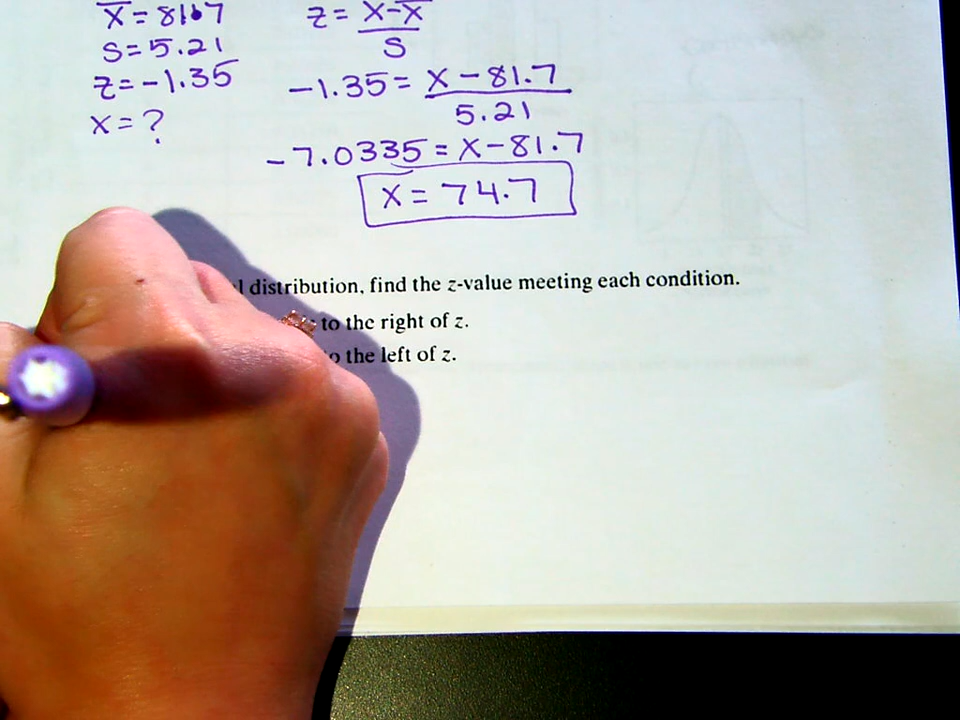 x̄ = 81.7
z = x - x̄ / s
s = 5.21
z = -1.35
-1.35 = x - 81.7 / 5.21
x = ?
-7.0335 = x - 81.7
x = 74.7
distribution, find the z-value meeting each condition.
to the right of z.
the left of z.